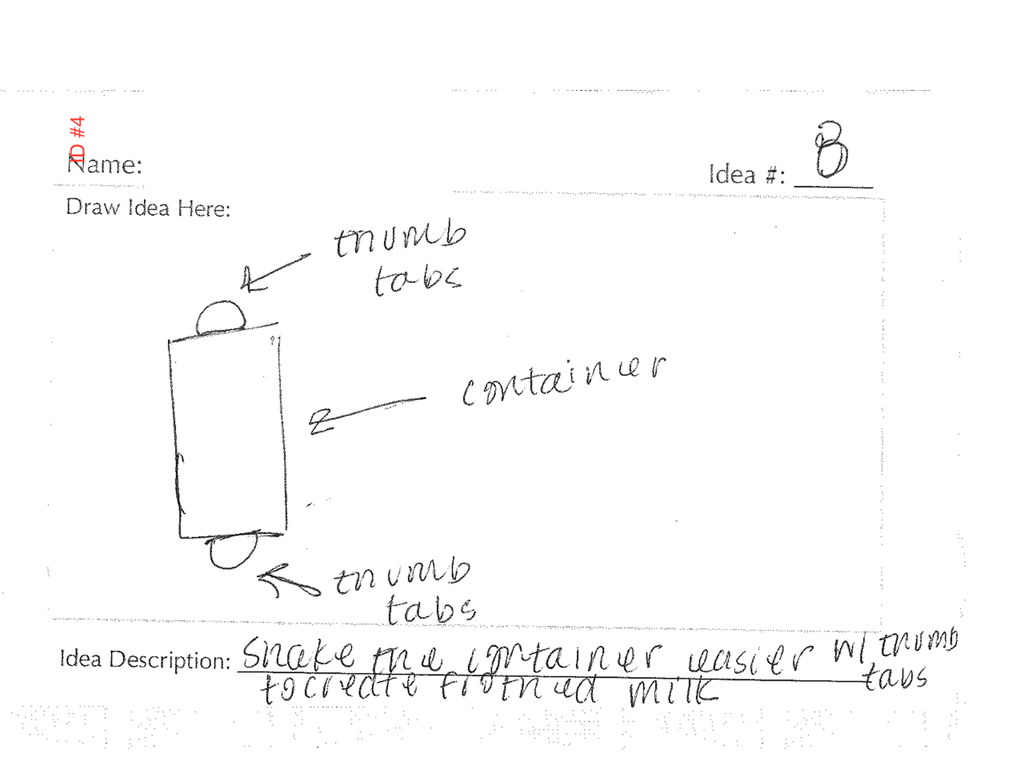 ID #4
Name:
Idea #: B
Draw Idea Here:
thumb
tabs
container
thumb
tabs
Idea Description: Shake the container easier w/ thumb
tabs
to create frothed milk